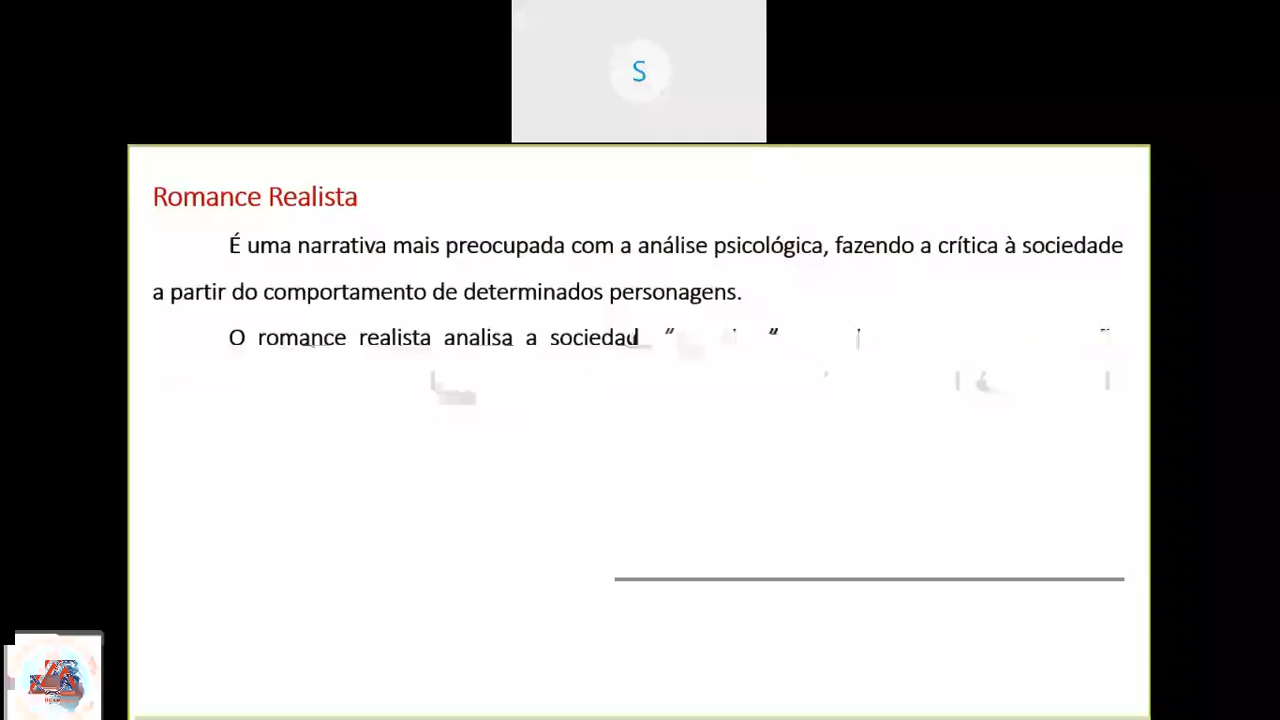 S
Romance Realista
É uma narrativa mais preocupada com a análise psicológica, fazendo a crítica à sociedade
a partir do comportamento de determinados personagens.
O romance realista analisa a sociedad